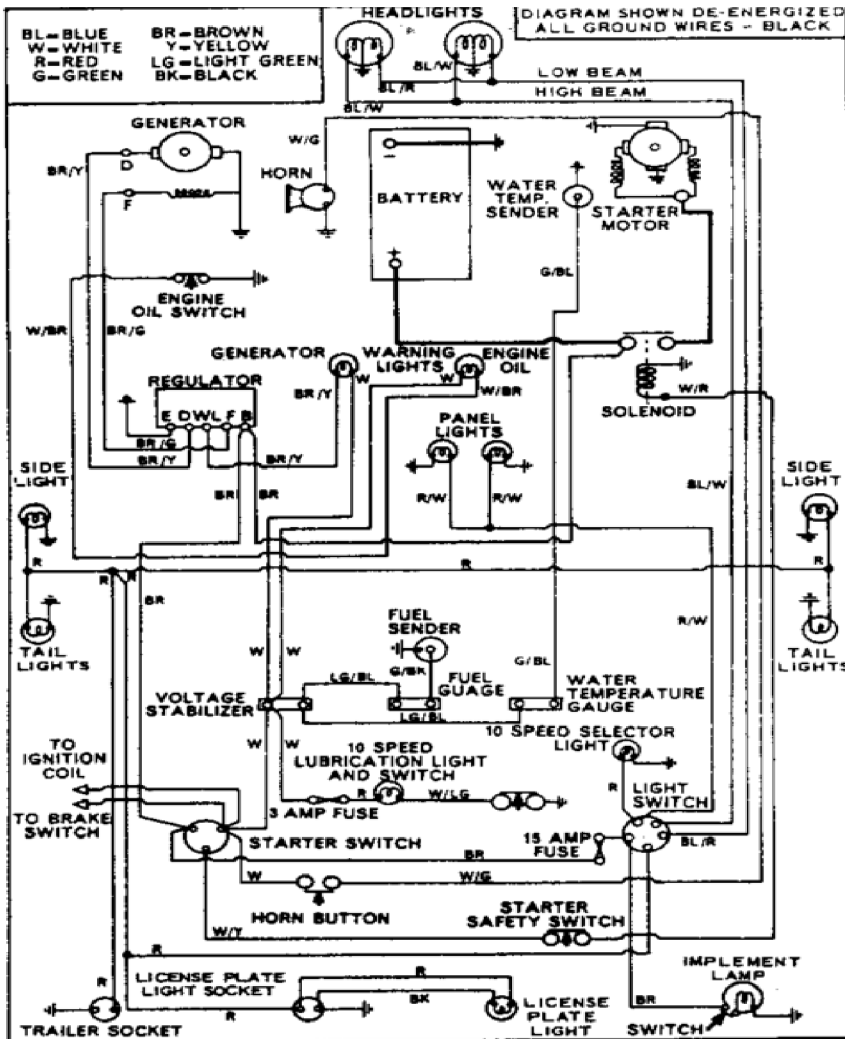 BL=BLUE BR=BROWN
W=WHITE Y=YELLOW
R=RED LG=LIGHT GREEN
G=GREEN BK=BLACK
HEADLIGHTS
DIAGRAM SHOWN DE-ENERGIZED
ALL GROUND WIRES - BLACK
BL/W
BL/R
BL/W
LOW BEAM
HIGH BEAM
GENERATOR
W/G
BR/Y
D
F
HORN
-
BATTERY
+
WATER
TEMP.
SENDER
STARTER
MOTOR
G/BL
ENGINE
OIL SWITCH
W/BR
BR/G
GENERATOR
WARNING
LIGHTS
ENGINE
OIL
W
W
BR/Y
W/BR
W/R
SOLENOID
REGULATOR
E D WL F B
BR/G
BR/Y
BR/Y
PANEL
LIGHTS
BR
BR
R/W
R/W
BL/W
SIDE
LIGHT
SIDE
LIGHT
R
R
R
R
R
BR
R/W
TAIL
LIGHTS
TAIL
LIGHTS
FUEL
SENDER
W
W
LG/BL
G/BK
G/BL
FUEL
GUAGE
WATER
TEMPERATURE
GAUGE
VOLTAGE
STABILIZER
LG/BL
10 SPEED SELECTOR
LIGHT
W
W
10 SPEED
LUBRICATION LIGHT
AND SWITCH
TO
IGNITION
COIL
R
W/LG
3 AMP FUSE
R
LIGHT
SWITCH
TO BRAKE
SWITCH
STARTER SWITCH
15 AMP
FUSE
BL/R
BR
W
W/G
HORN BUTTON
STARTER
SAFETY SWITCH
W/Y
R
IMPLEMENT
LAMP
LICENSE PLATE
LIGHT SOCKET
R
R
BK
BR
R
TRAILER SOCKET
LICENSE
PLATE
LIGHT
SWITCH